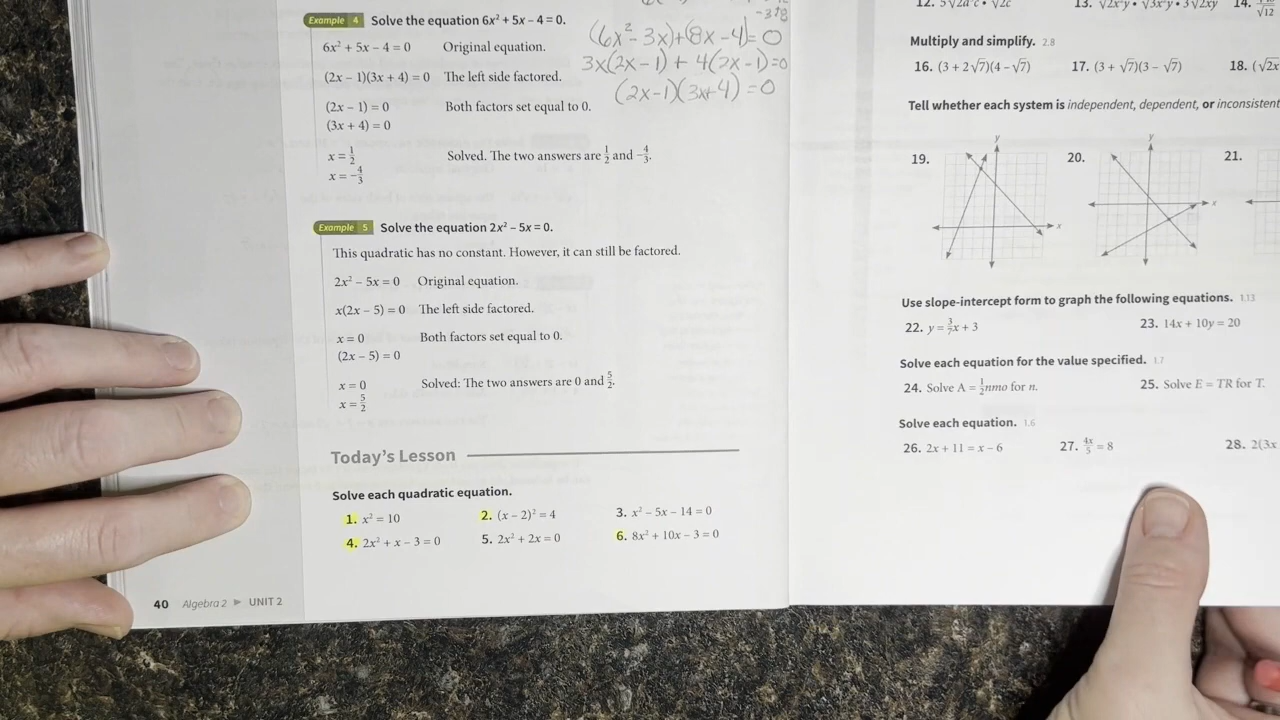 Example 4 Solve the equation 6x² + 5x − 4 = 0.
6x² + 5x − 4 = 0 Original equation.
(2x − 1)(3x + 4) = 0 The left side factored.
(2x − 1) = 0 Both factors set equal to 0.
(3x + 4) = 0
x = 1/2 Solved. The two answers are 1/2 and −4/3.
x = −4/3
(6x² − 3x) + (8x − 4) = 0
3x(2x − 1) + 4(2x − 1) = 0
(2x − 1)(3x + 4) = 0
Example 5 Solve the equation 2x² − 5x = 0.
This quadratic has no constant. However, it can still be factored.
2x² − 5x = 0 Original equation.
x(2x − 5) = 0 The left side factored.
x = 0 Both factors set equal to 0.
(2x − 5) = 0
x = 0 Solved: The two answers are 0 and 5/2.
x = 5/2
Today's Lesson
Solve each quadratic equation.
1. x² = 10 2. (x − 2)² = 4 3. x² − 5x − 14 = 0
4. 2x² + x − 3 = 0 5. 2x² + 2x = 0 6. 8x² + 10x − 3 = 0
40 Algebra 2 ▶ UNIT 2
12. 13. 14. √12
Multiply and simplify. 2.8
16. (3 + 2√7)(4 − √7) 17. (3 + √7)(3 − √7) 18. (√2x
Tell whether each system is independent, dependent, or inconsistent
19. 20. 21.
y y
x x
Use slope-intercept form to graph the following equations. 1.13
22. 23. 14x + 10y = 20
Solve each equation for the value specified. 1.7
24. Solve A = 1/2nmo for n. 25. Solve E = TR for T.
Solve each equation. 1.6
26. 2x + 11 = x − 6 27. 4x/5 = 8 28. 2(3x